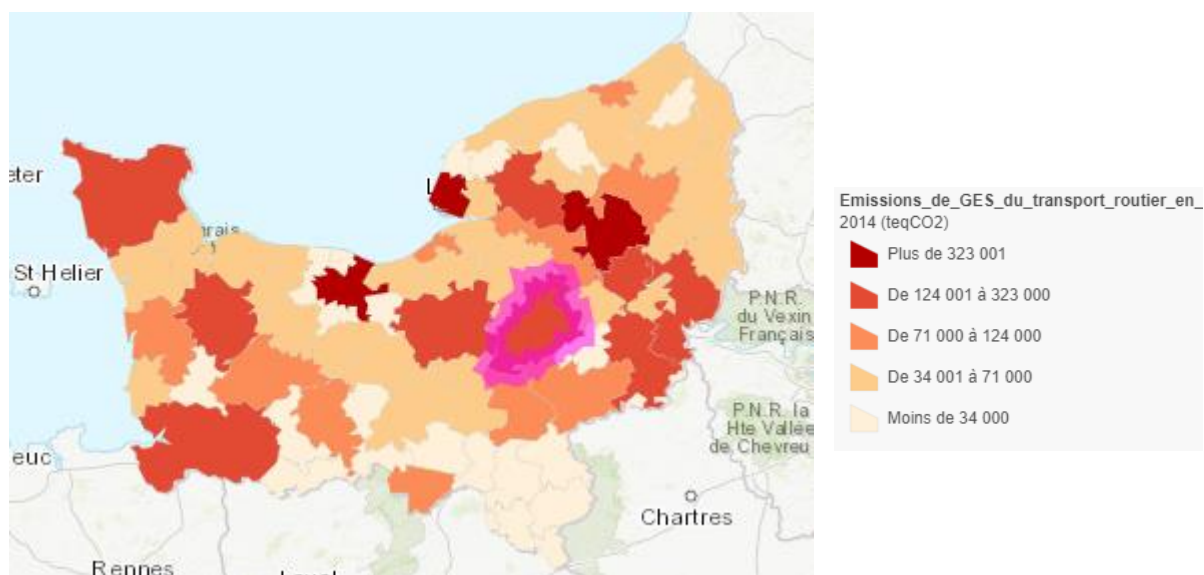 St-Helier
P.N.R.
du Vexin
Français
P.N.R. la
Hte Vallée
de Chevreu
euc
Chartres
Rennes
Emissions_de_GES_du_transport_routier_en_
2014 (teqCO2)
Plus de 323 001
De 124 001 à 323 000
De 71 000 à 124 000
De 34 001 à 71 000
Moins de 34 000